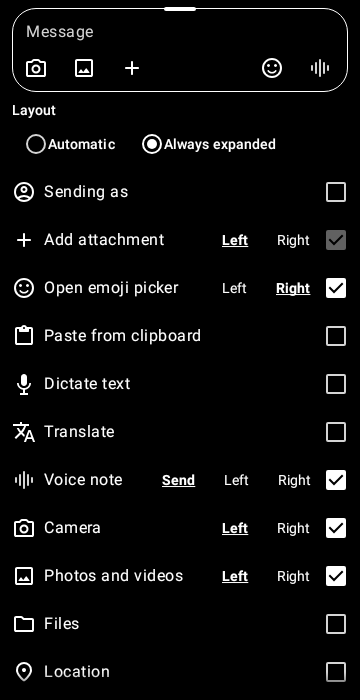 Message
Layout
Automatic Always expanded
Sending as
Add attachment Left Right
Open emoji picker Left Right
Paste from clipboard
Dictate text
Translate
Voice note Send Left Right
Camera Left Right
Photos and videos Left Right
Files
Location